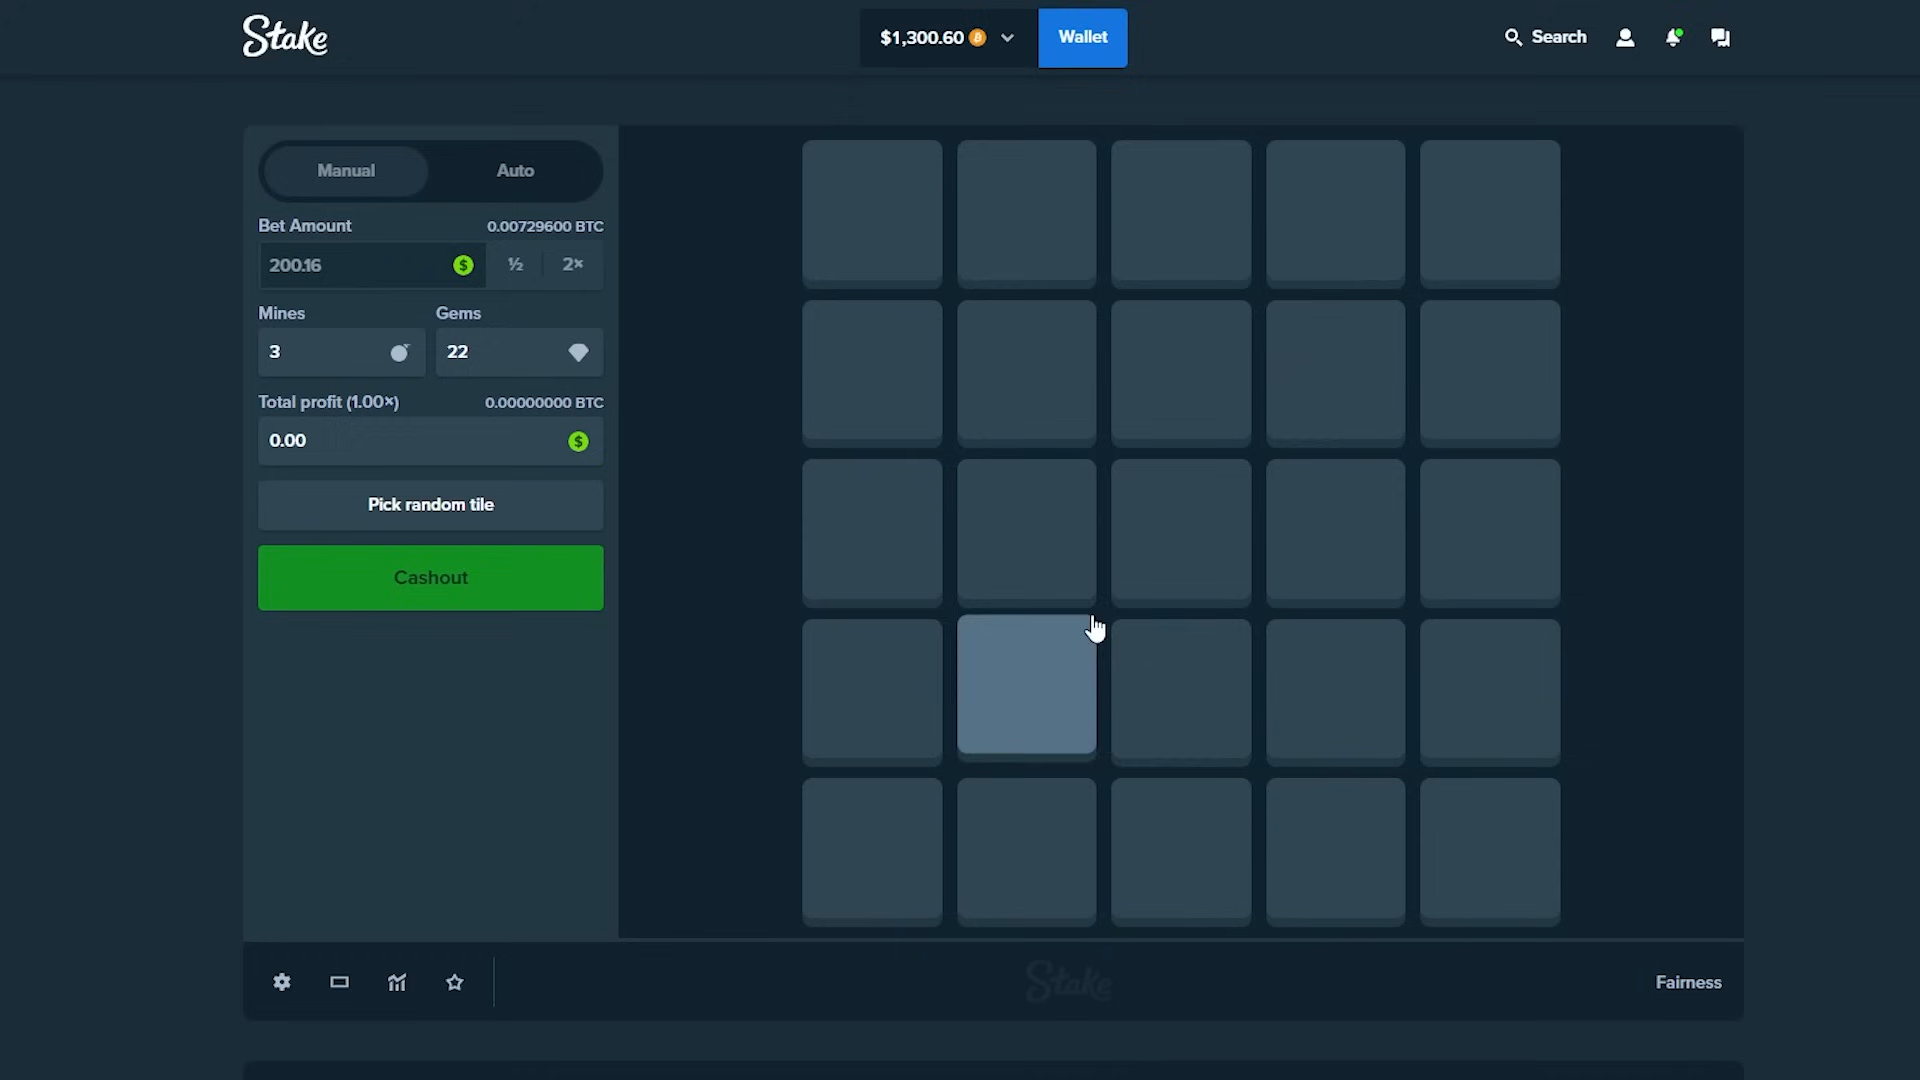 Stake
$1,300.60
Wallet
Search
Manual
Auto
Bet Amount
0.00729600 BTC
200.16
$
½
2×
Mines
Gems
3
22
Total profit (1.00×)
0.00000000 BTC
0.00
$
Pick random tile
Cashout
Stake
Fairness